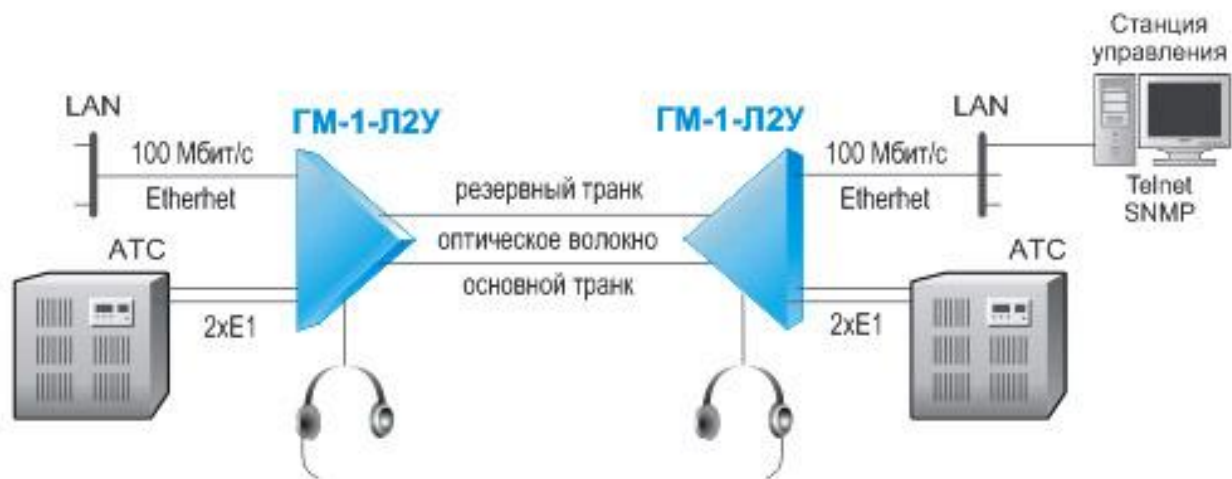 Станция
управления
LAN
ГМ-1-Л2У
ГМ-1-Л2У
LAN
100 Мбит/с
Etherhet
резервный транк
100 Мбит/с
Etherhet
Telnet
SNMP
оптическое волокно
АТС
АТС
основной транк
2xE1
2xE1